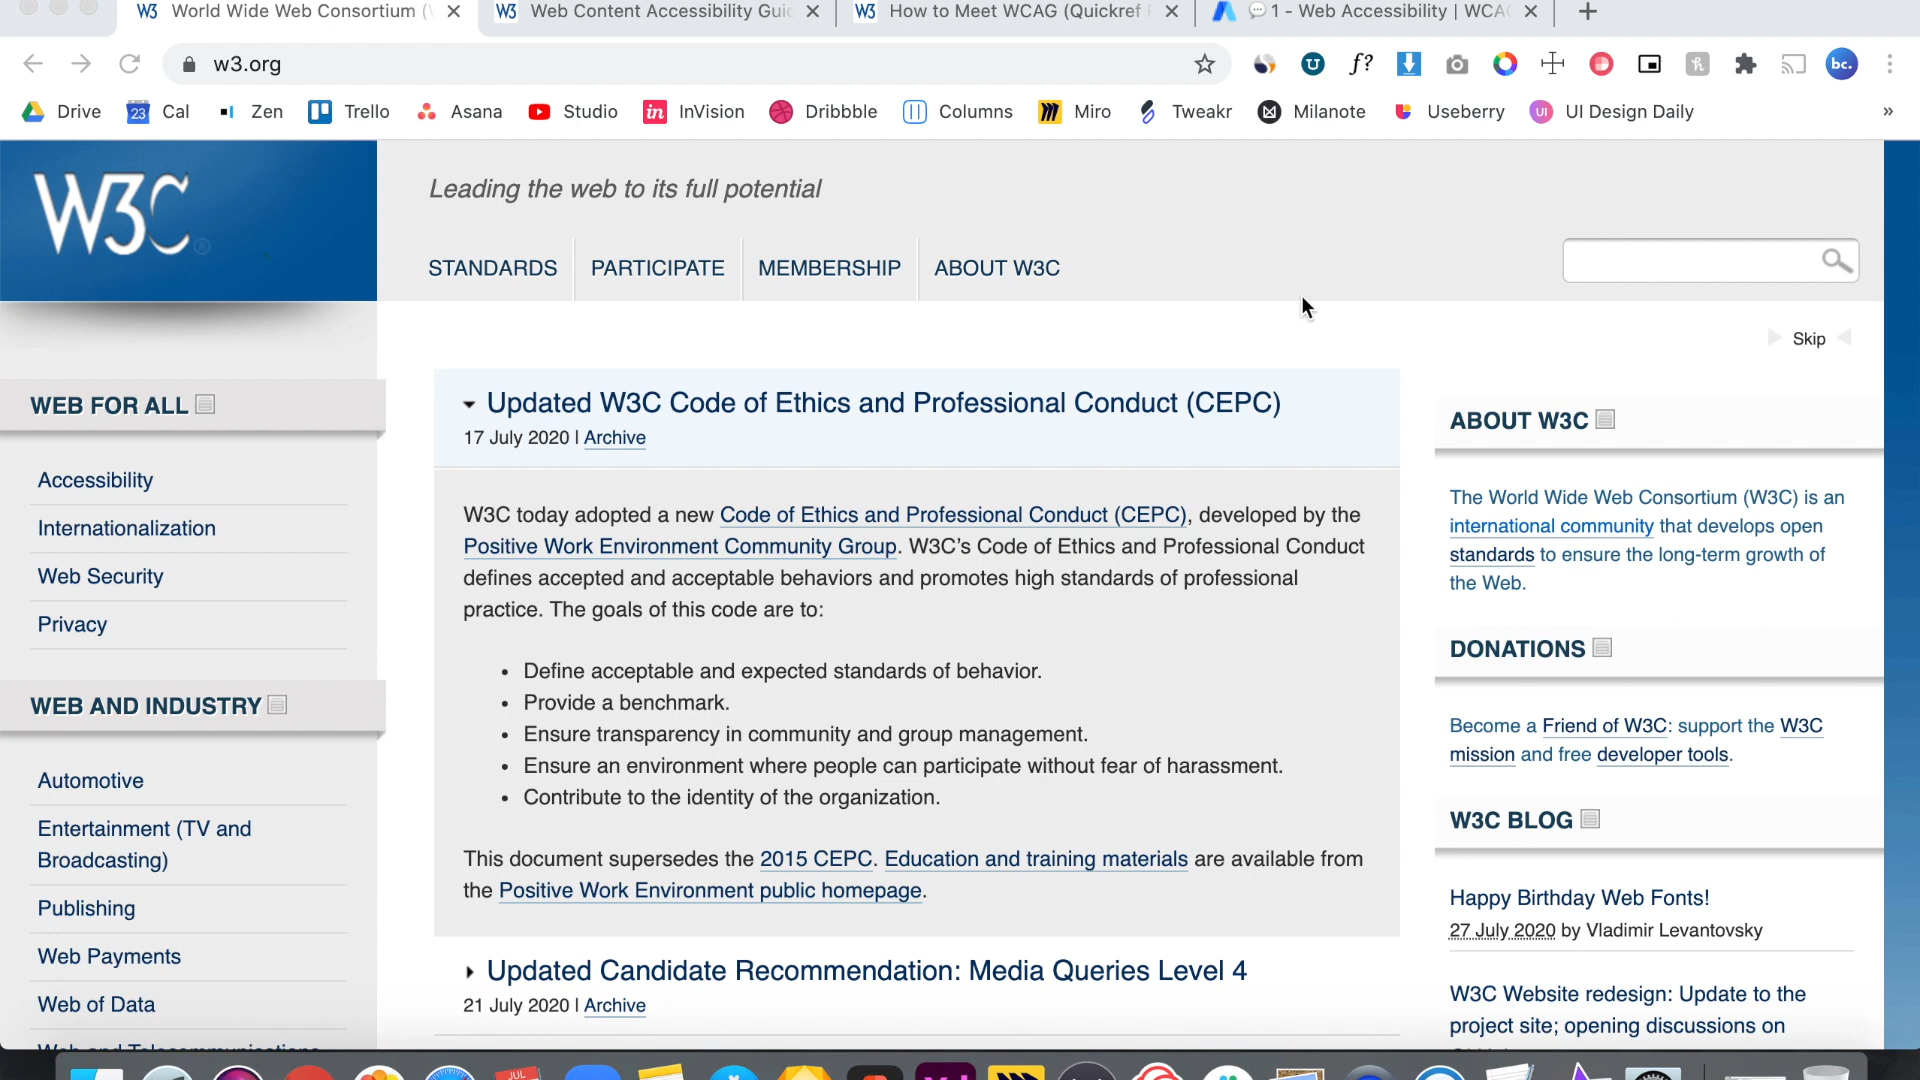 World Wide Web Consortium (
Web Content Accessibility Gui
How to Meet WCAG (Quickref
1 - Web Accessibility | WCA
w3.org
Drive
Cal
Zen
Trello
Asana
Studio
InVision
Dribbble
Columns
Miro
Tweakr
Milanote
Useberry
UI Design Daily
W3C®
Leading the web to its full potential
STANDARDS
PARTICIPATE
MEMBERSHIP
ABOUT W3C
Skip
WEB FOR ALL
Accessibility
Internationalization
Web Security
Privacy
WEB AND INDUSTRY
Automotive
Entertainment (TV and
Broadcasting)
Publishing
Web Payments
Web of Data
Web and Telecommunications
Updated W3C Code of Ethics and Professional Conduct (CEPC)
17 July 2020 | Archive
W3C today adopted a new Code of Ethics and Professional Conduct (CEPC), developed by the
Positive Work Environment Community Group. W3C's Code of Ethics and Professional Conduct
defines accepted and acceptable behaviors and promotes high standards of professional
practice. The goals of this code are to:
• Define acceptable and expected standards of behavior.
• Provide a benchmark.
• Ensure transparency in community and group management.
• Ensure an environment where people can participate without fear of harassment.
• Contribute to the identity of the organization.
This document supersedes the 2015 CEPC. Education and training materials are available from
the Positive Work Environment public homepage.
Updated Candidate Recommendation: Media Queries Level 4
21 July 2020 | Archive
ABOUT W3C
The World Wide Web Consortium (W3C) is an
international community that develops open
standards to ensure the long-term growth of
the Web.
DONATIONS
Become a Friend of W3C: support the W3C
mission and free developer tools.
W3C BLOG
Happy Birthday Web Fonts!
27 July 2020 by Vladimir Levantovsky
W3C Website redesign: Update to the
project site; opening discussions on
JUL